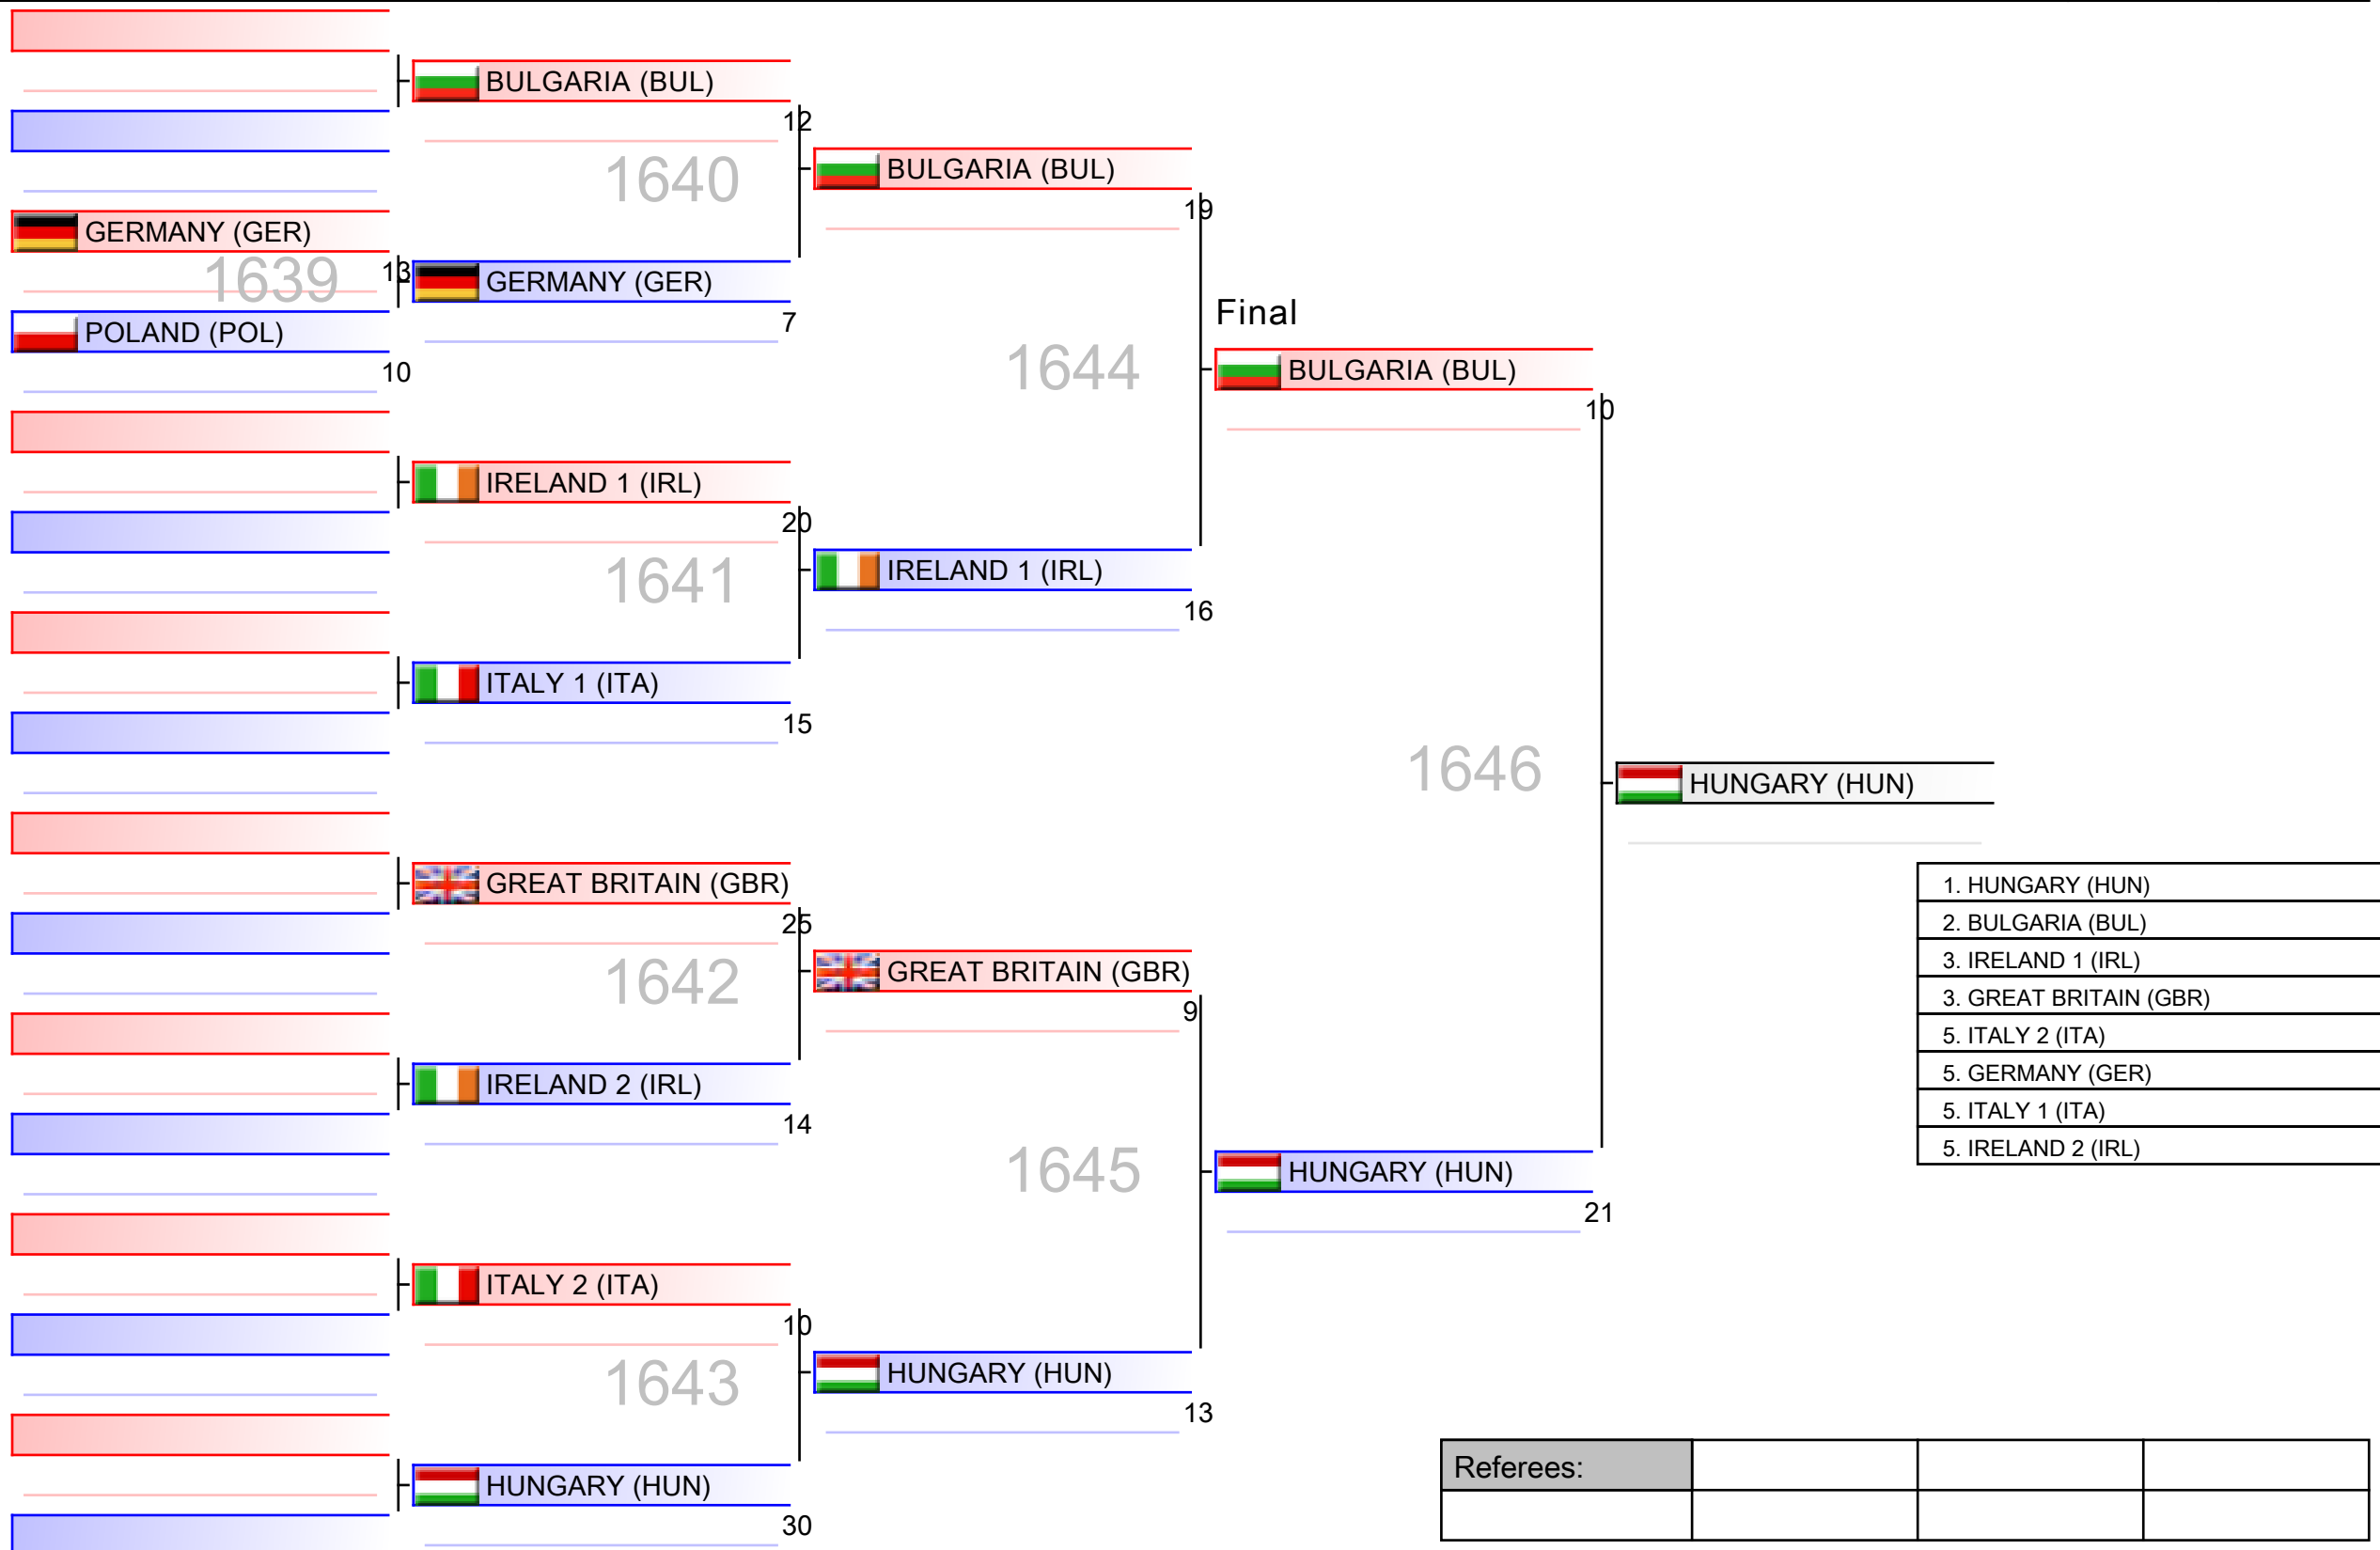 BULGARIA (BUL)
12
1640
BULGARIA (BUL)
19
GERMANY (GER)
1639
13
GERMANY (GER)
7
POLAND (POL)
10
Final
1644
BULGARIA (BUL)
10
IRELAND 1 (IRL)
20
1641
IRELAND 1 (IRL)
16
ITALY 1 (ITA)
15
1646
HUNGARY (HUN)
GREAT BRITAIN (GBR)
25
1642
GREAT BRITAIN (GBR)
9
IRELAND 2 (IRL)
14
1645
HUNGARY (HUN)
21
ITALY 2 (ITA)
10
1643
HUNGARY (HUN)
13
HUNGARY (HUN)
30
1. HUNGARY (HUN)
2. BULGARIA (BUL)
3. IRELAND 1 (IRL)
3. GREAT BRITAIN (GBR)
5. ITALY 2 (ITA)
5. GERMANY (GER)
5. ITALY 1 (ITA)
5. IRELAND 2 (IRL)
Referees: